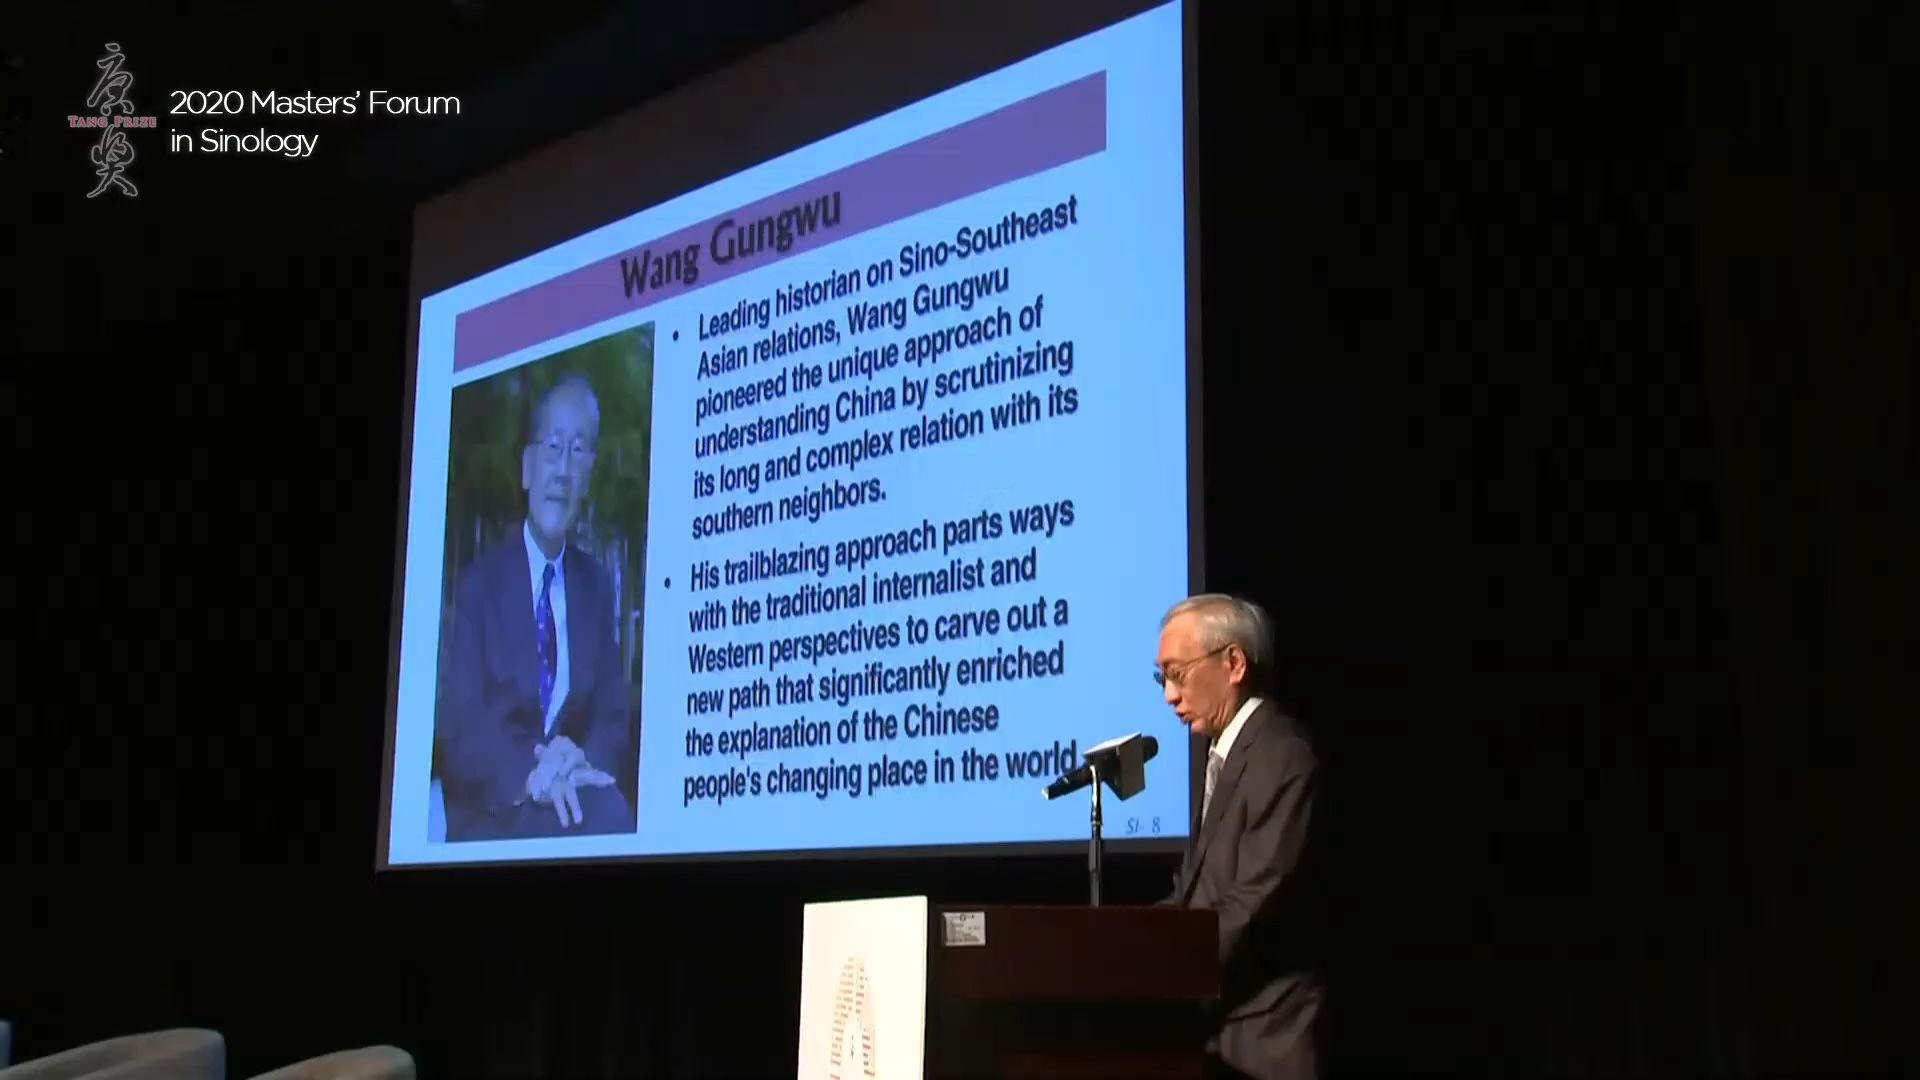 唐
TANG PRIZE
獎
2020 Masters' Forum
in Sinology
Wang Gungwu
• Leading historian on Sino-Southeast
Asian relations, Wang Gungwu
pioneered the unique approach of
understanding China by scrutinizing
its long and complex relation with its
southern neighbors.
• His trailblazing approach parts ways
with the traditional internalist and
Western perspectives to carve out a
new path that significantly enriched
the explanation of the Chinese
people's changing place in the world
SI- 8